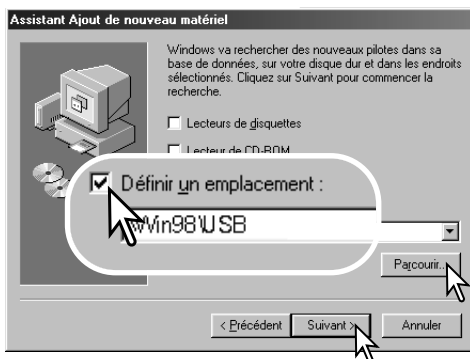 Assistant Ajout de nouveau matériel
Windows va rechercher des nouveaux pilotes dans sa
base de données, sur votre disque dur et dans les endroits
sélectionnés. Cliquez sur Suivant pour commencer la
recherche.
Lecteurs de disquettes
Lecteur de CD-ROM
Définir un emplacement :
\Win98\USB
Parcourir...
< Précédent
Suivant >
Annuler